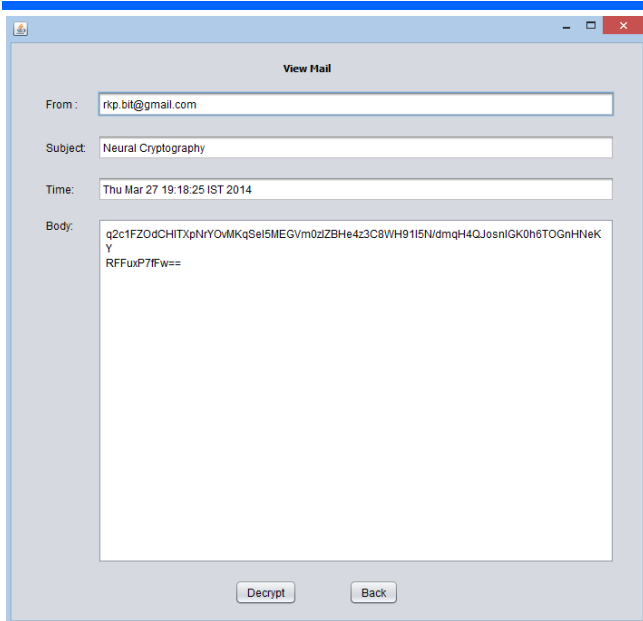 View Mail
From : rkp.bit@gmail.com
Subject: Neural Cryptography
Time: Thu Mar 27 19:18:25 IST 2014
Body: q2c1FZOdCHITXpNrYOvMKqSeI5MEGVm0zIZBHe4z3C8WH91I5N/dmqH4QJosnIGK0h6TOGnHNeK
Y
RFFuxP7fFw==
Decrypt Back